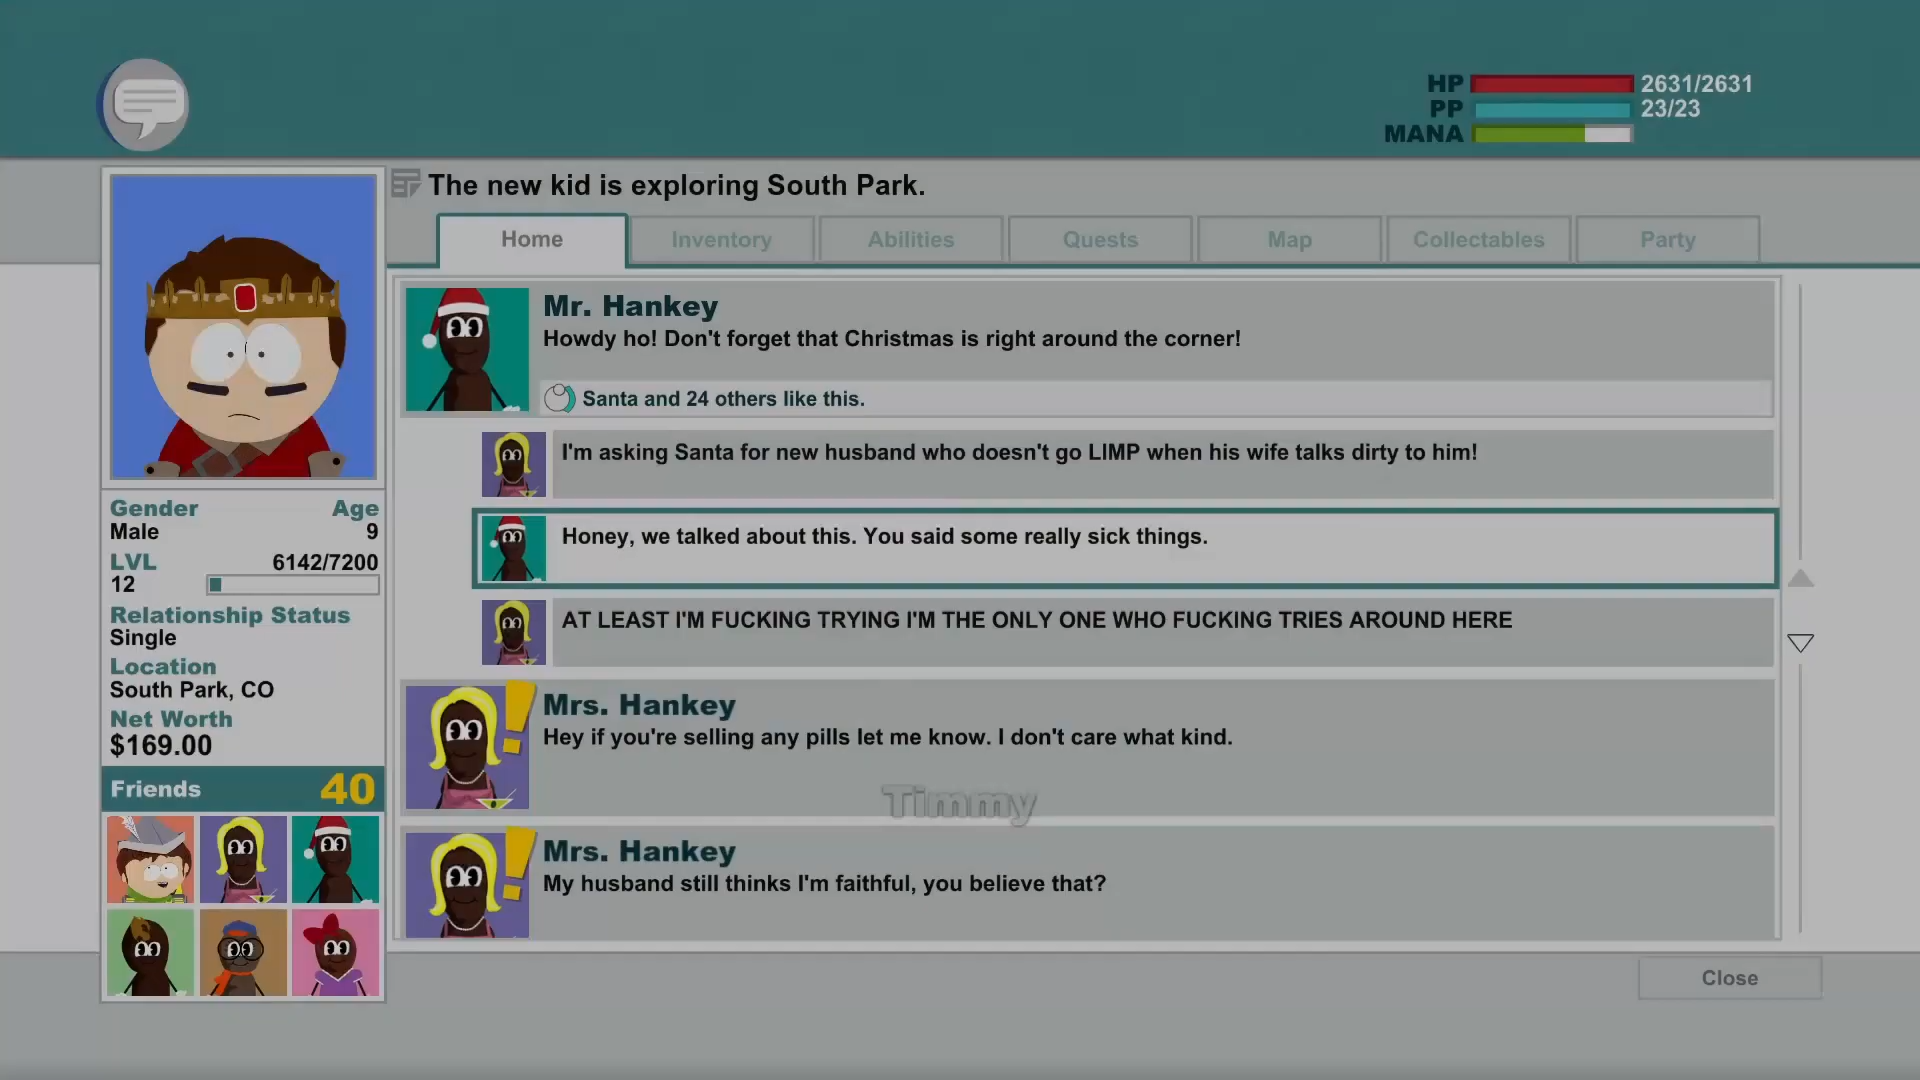 HP 2631/2631
PP 23/23
MANA
The new kid is exploring South Park.
Home Inventory Abilities Quests Map Collectables Party
Gender Age
Male 9
LVL 6142/7200
12
Relationship Status
Single
Location
South Park, CO
Net Worth
$169.00
Friends 40
Mr. Hankey
Howdy ho! Don't forget that Christmas is right around the corner!
Santa and 24 others like this.
I'm asking Santa for new husband who doesn't go LIMP when his wife talks dirty to him!
Honey, we talked about this. You said some really sick things.
AT LEAST I'M FUCKING TRYING I'M THE ONLY ONE WHO FUCKING TRIES AROUND HERE
Mrs. Hankey
Hey if you're selling any pills let me know. I don't care what kind.
Timmy
Mrs. Hankey
My husband still thinks I'm faithful, you believe that?
Close